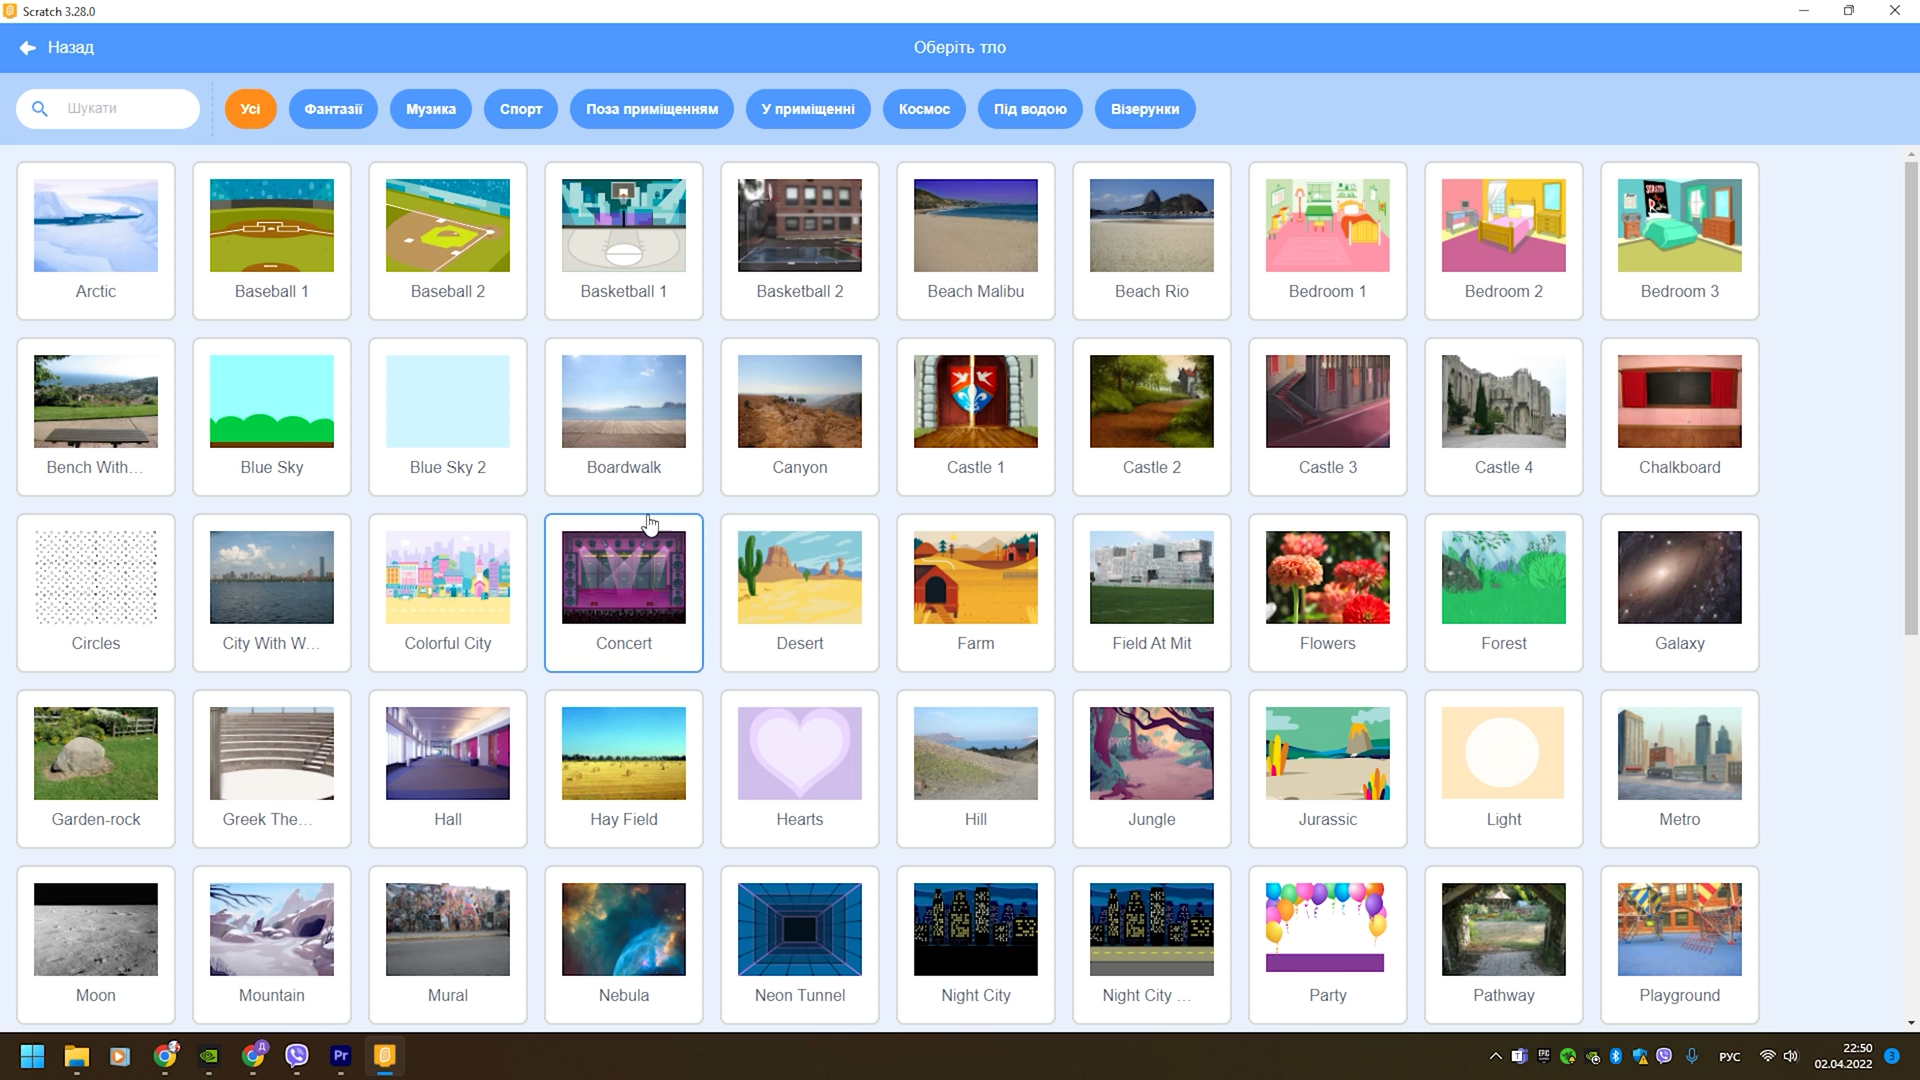 Scratch 3.28.0
Назад
Оберіть тло
Шукати
Усі
Фантазії
Музика
Спорт
Поза приміщенням
У приміщенні
Космос
Під водою
Візерунки
Arctic
Baseball 1
Baseball 2
Basketball 1
Basketball 2
Beach Malibu
Beach Rio
Bedroom 1
Bedroom 2
Bedroom 3
Bench With...
Blue Sky
Blue Sky 2
Boardwalk
Canyon
Castle 1
Castle 2
Castle 3
Castle 4
Chalkboard
Circles
City With W...
Colorful City
Concert
Desert
Farm
Field At Mit
Flowers
Forest
Galaxy
Garden-rock
Greek The...
Hall
Hay Field
Hearts
Hill
Jungle
Jurassic
Light
Metro
Moon
Mountain
Mural
Nebula
Neon Tunnel
Night City
Night City ...
Party
Pathway
Playground
Pr
РУС
22:50
02.04.2022
3